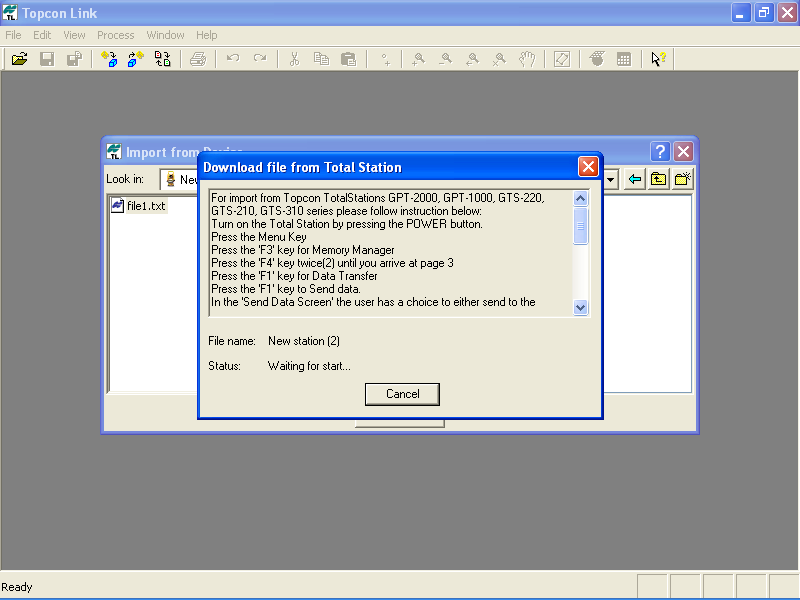 Topcon Link
File Edit View Process Window Help
Import from Device
Look in: New
file1.txt
Download file from Total Station
For import from Topcon TotalStations GPT-2000, GPT-1000, GTS-220,
GTS-210, GTS-310 series please follow instruction below:
Turn on the Total Station by pressing the POWER button.
Press the Menu Key
Press the 'F3' key for Memory Manager
Press the 'F4' key twice(2) until you arrive at page 3
Press the 'F1' key for Data Transfer
Press the 'F1' key to Send data.
In the 'Send Data Screen' the user has a choice to either send to the
File name: New station (2)
Status: Waiting for start...
Cancel
Ready